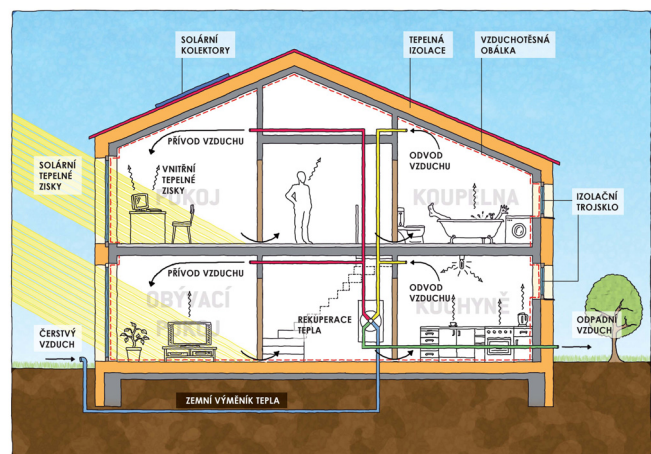 SOLÁRNÍ
KOLEKTORY
TEPELNÁ
IZOLACE
VZDUCHOTĚSNÁ
OBÁLKA
PŘÍVOD VZDUCHU
ODVOD
VZDUCHU
SOLÁRNÍ
TEPELNÉ
ZISKY
VNITŘNÍ
TEPELNÉ
ZISKY
POKOJ
KOUPELNA
IZOLAČNÍ
TROJSKLO
PŘÍVOD VZDUCHU
ODVOD
VZDUCHU
OBÝVACÍ
POKOJ
KUCHYNĚ
REKUPERACE
TEPLA
ČERSTVÝ
VZDUCH
ODPADNÍ
VZDUCH
ZEMNÍ VÝMĚNÍK TEPLA